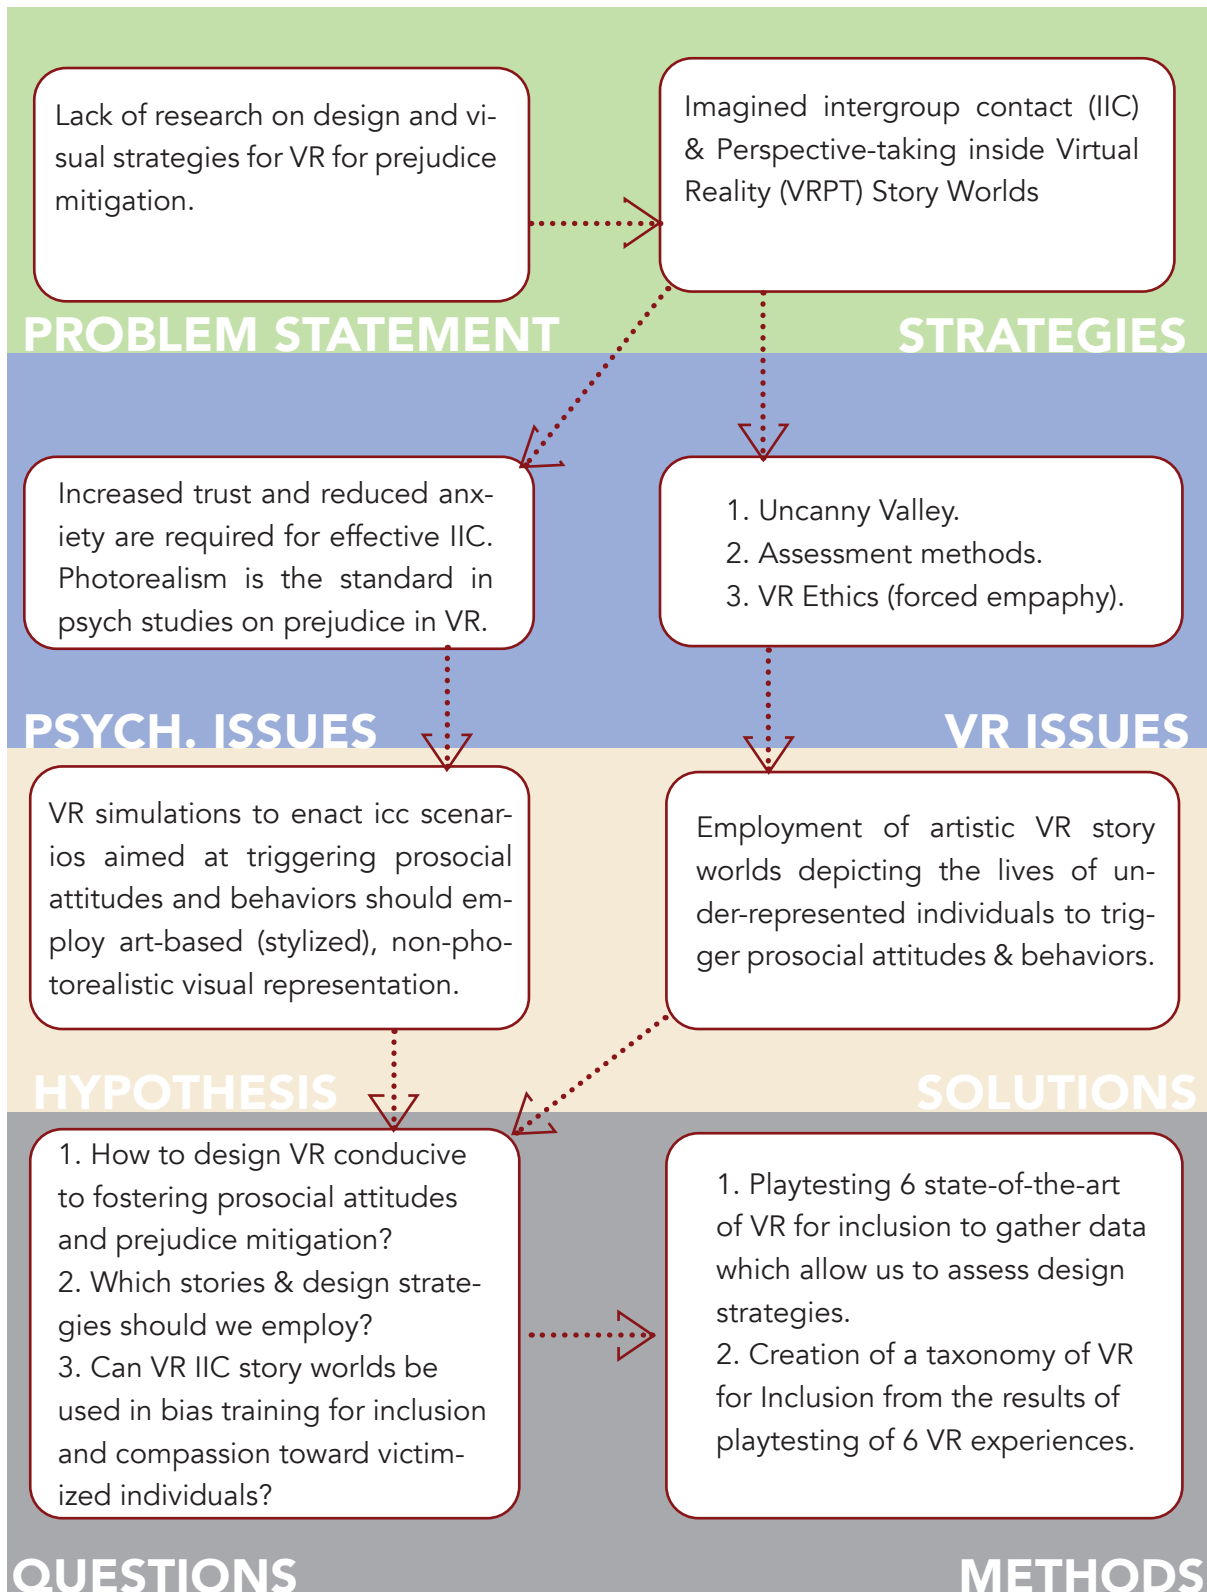 Lack of research on design and vi-
sual strategies for VR for prejudice
mitigation.
PROBLEM STATEMENT
Imagined intergroup contact (IIC)
& Perspective-taking inside Virtual
Reality (VRPT) Story Worlds
STRATEGIES
Increased trust and reduced anx-
iety are required for effective IIC.
Photorealism is the standard in
psych studies on prejudice in VR.
PSYCH. ISSUES
1. Uncanny Valley.
2. Assessment methods.
3. VR Ethics (forced empaphy).
VR ISSUES
VR simulations to enact icc scenar-
ios aimed at triggering prosocial
attitudes and behaviors should em-
ploy art-based (stylized), non-pho-
torealistic visual representation.
HYPOTHESIS
Employment of artistic VR story
worlds depicting the lives of un-
der-represented individuals to trig-
ger prosocial attitudes & behaviors.
SOLUTIONS
1. How to design VR conducive
to fostering prosocial attitudes
and prejudice mitigation?
2. Which stories & design strate-
gies should we employ?
3. Can VR IIC story worlds be
used in bias training for inclusion
and compassion toward victim-
ized individuals?
QUESTIONS
1. Playtesting 6 state-of-the-art
of VR for inclusion to gather data
which allow us to assess design
strategies.
2. Creation of a taxonomy of VR
for Inclusion from the results of
playtesting of 6 VR experiences.
METHODS